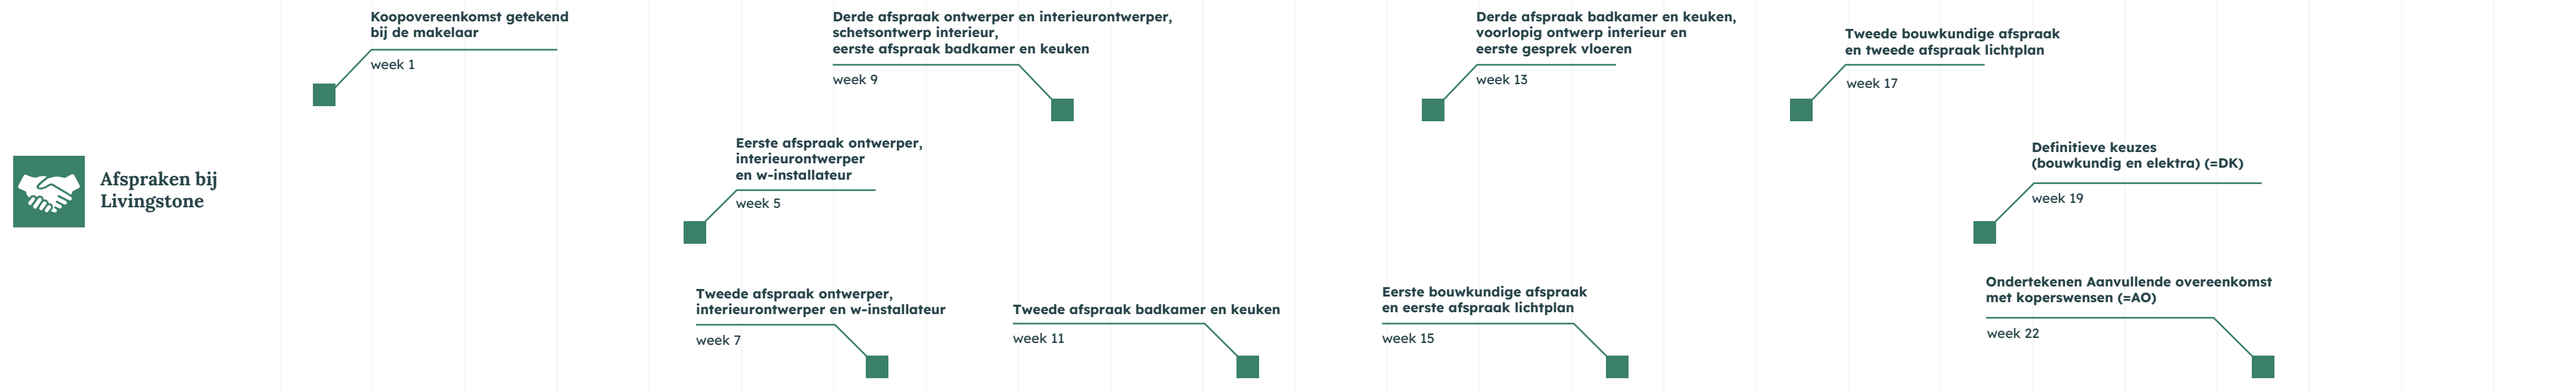 Afspraken bij
Livingstone
Koopovereenkomst getekend
bij de makelaar
week 1
Eerste afspraak ontwerper,
interieurontwerper
en w-installateur
week 5
Tweede afspraak ontwerper,
interieurontwerper en w-installateur
week 7
Derde afspraak ontwerper en interieurontwerper,
schetsontwerp interieur,
eerste afspraak badkamer en keuken
week 9
Tweede afspraak badkamer en keuken
week 11
Derde afspraak badkamer en keuken,
voorlopig ontwerp interieur en
eerste gesprek vloeren
week 13
Eerste bouwkundige afspraak
en eerste afspraak lichtplan
week 15
Tweede bouwkundige afspraak
en tweede afspraak lichtplan
week 17
Definitieve keuzes
(bouwkundig en elektra) (=DK)
week 19
Ondertekenen Aanvullende overeenkomst
met koperswensen (=AO)
week 22